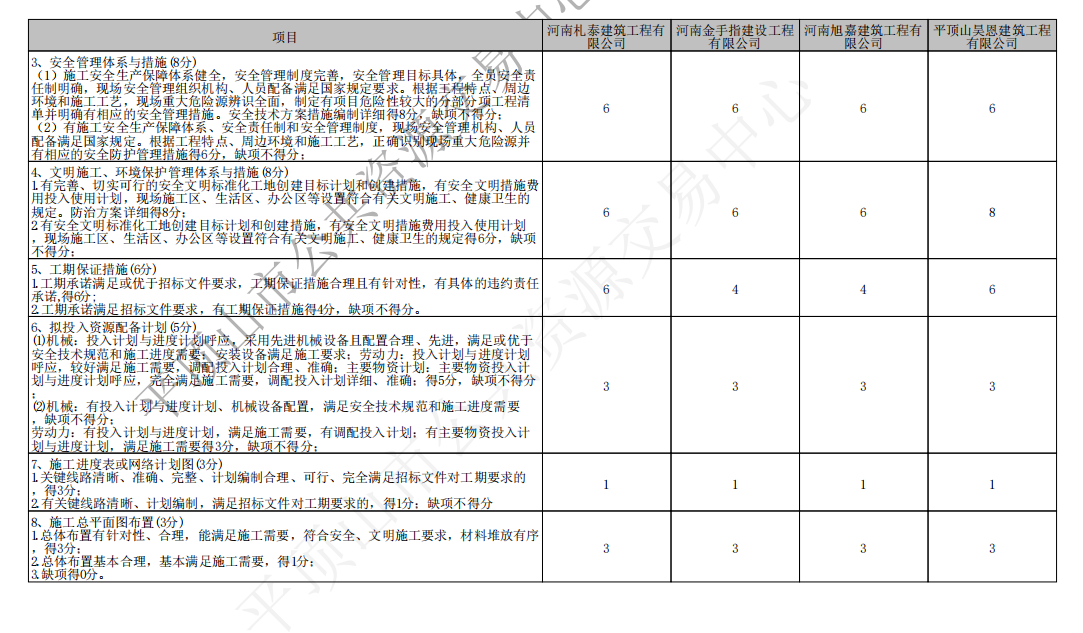 项目
河南札泰建筑工程有
限公司
河南金手指建设工程
有限公司
河南旭嘉建筑工程有
限公司
平顶山昊恩建筑工程
有限公司
3、安全管理体系与措施(8分)
（1）施工安全生产保障体系健全，安全管理制度完善，安全管理目标具体，全员安全责
任制明确，现场安全管理组织机构、人员配备满足国家规定要求。根据工程特点、周边
环境和施工工艺，现场重大危险源辨识全面，制定有项目危险性较大的分部分项工程清
单并明确有相应的安全管理措施。安全技术方案措施编制详细得8分，缺项不得分；
（2）有施工安全生产保障体系、安全责任制和安全管理制度，现场安全管理机构、人员
配备满足国家规定。根据工程特点、周边环境和施工工艺，正确识别现场重大危险源并
有相应的安全防护管理措施得6分，缺项不得分；
6
6
6
6
4、文明施工、环境保护管理体系与措施(8分)
1.有完善、切实可行的安全文明标准化工地创建目标计划和创建措施，有安全文明措施费
用投入使用计划，现场施工区、生活区、办公区等设置符合有关文明施工、健康卫生的
规定。防治方案详细得8分；
2.有安全文明标准化工地创建目标计划和创建措施，有安全文明措施费用投入使用计划
，现场施工区、生活区、办公区等设置符合有关文明施工、健康卫生的规定得6分，缺项
不得分；
6
6
6
8
5、工期保证措施(6分)
1.工期承诺满足或优于招标文件要求，工期保证措施合理且有针对性，有具体的违约责任
承诺,得6分；
2.工期承诺满足招标文件要求，有工期保证措施得4分，缺项不得分。
6
4
4
6
6、拟投入资源配备计划(5分)
(1)机械：投入计划与进度计划呼应，采用先进机械设备且配置合理、先进，满足或优于
安全技术规范和施工进度需要，安装设备满足施工要求；劳动力：投入计划与进度计划
呼应，较好满足施工需要，调配投入计划合理、准确；主要物资计划：主要物资投入计
划与进度计划呼应，完全满足施工需要，调配投入计划详细、准确；得5分，缺项不得分
；
(2)机械：有投入计划与进度计划、机械设备配置，满足安全技术规范和施工进度需要
，缺项不得分；
劳动力：有投入计划与进度计划，满足施工需要，有调配投入计划；有主要物资投入计
划与进度计划，满足施工需要得3分，缺项不得分；
3
3
3
3
7、施工进度表或网络计划图(3分)
1.关键线路清晰、准确、完整、计划编制合理、可行、完全满足招标文件对工期要求的
，得3分；
2.有关键线路清晰、计划编制，满足招标文件对工期要求的，得1分；缺项不得分
1
1
1
1
8、施工总平面图布置(3分)
1.总体布置有针对性、合理，能满足施工需要，符合安全、文明施工要求，材料堆放有序
，得3分；
2.总体布置基本合理，基本满足施工需要，得1分；
3.缺项得0分。
3
3
3
3
平顶山市公共资源交易中心
平顶山市公共资源交易中心